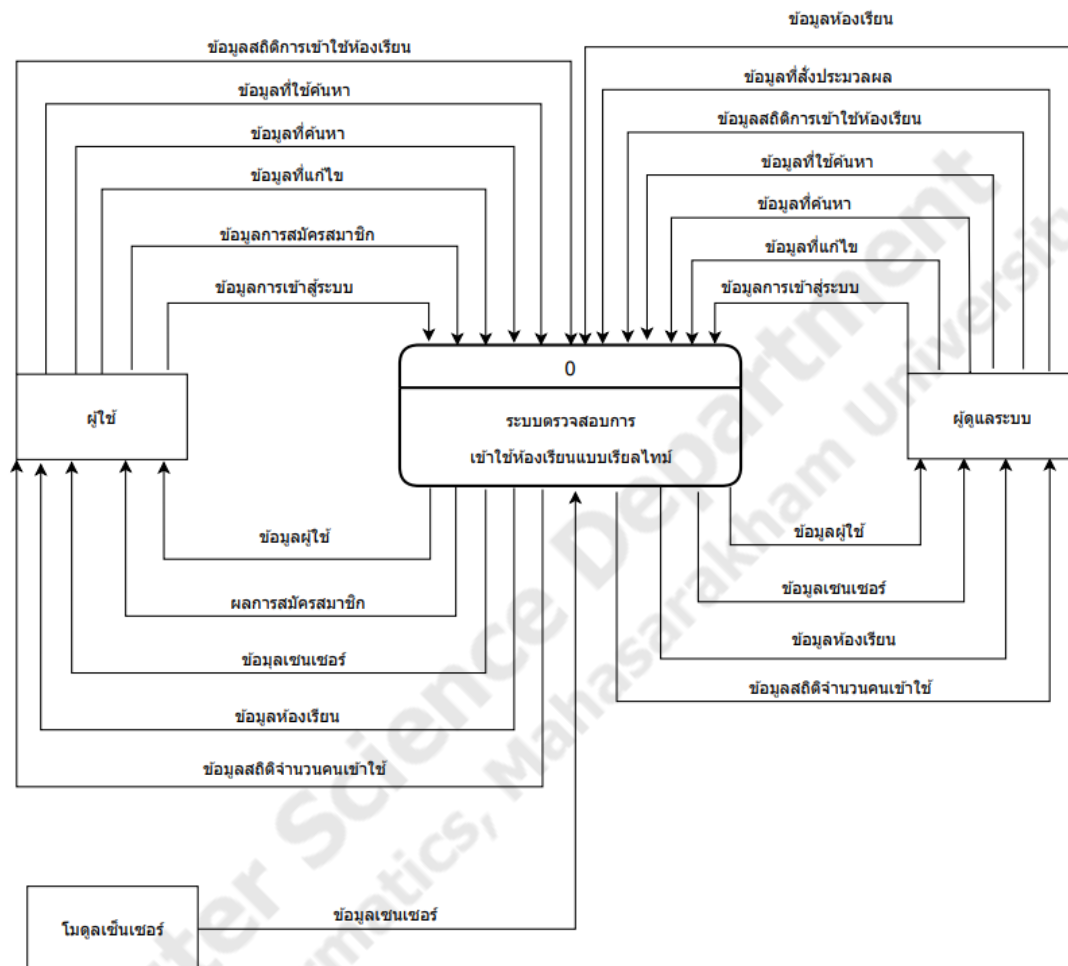 ข้อมูลห้องเรียน
ข้อมูลสถิติการเข้าใช้ห้องเรียน
ข้อมูลที่ใช้ค้นหา
ข้อมูลที่ค้นหา
ข้อมูลที่แก้ไข
ข้อมูลการสมัครสมาชิก
ข้อมูลการเข้าสู่ระบบ
ข้อมูลที่สั่งประมวลผล
ข้อมูลสถิติการเข้าใช้ห้องเรียน
ข้อมูลที่ใช้ค้นหา
ข้อมูลที่ค้นหา
ข้อมูลที่แก้ไข
ข้อมูลการเข้าสู่ระบบ
ผู้ใช้
0
ระบบตรวจสอบการ
เข้าใช้ห้องเรียนแบบเรียลไทม์
ผู้ดูแลระบบ
ข้อมูลผู้ใช้
ผลการสมัครสมาชิก
ข้อมุลเซนเซอร์
ข้อมูลห้องเรียน
ข้อมูลสถิติจำนวนคนเข้าใช้
ข้อมูลผู้ใช้
ข้อมูลเซนเซอร์
ข้อมูลห้องเรียน
ข้อมูลสถิติจำนวนคนเข้าใช้
โมดูลเซ็นเซอร์
ข้อมูลเซนเซอร์
ter Science Department
rmatics, Mahasarakham University